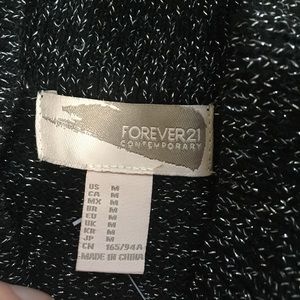 FOREVER21
CONTEMPORARY
US M
CA M
MX M
BR M
EU M
UK M
KR M
JP M
CN 165/94A
MADE IN CHINA